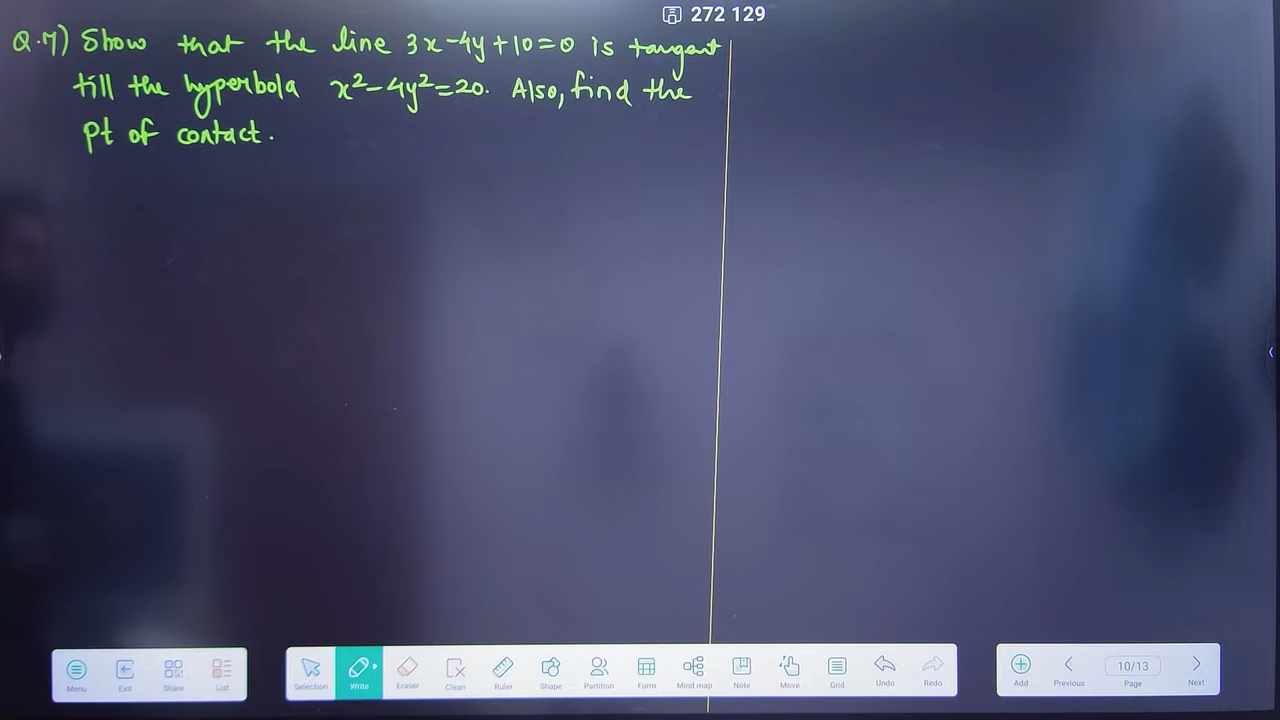 272 129
Q.7) Show that the line 3x-4y+10=0 is tangent
till the hyperbola x²-4y²=20. Also, find the
Pt of contact.
Menu Exit Share List Selection Write Eraser Clean Ruler Shape Partition Form Mind map Note Move Grid Undo Redo Add Previous 10/13 Page Next